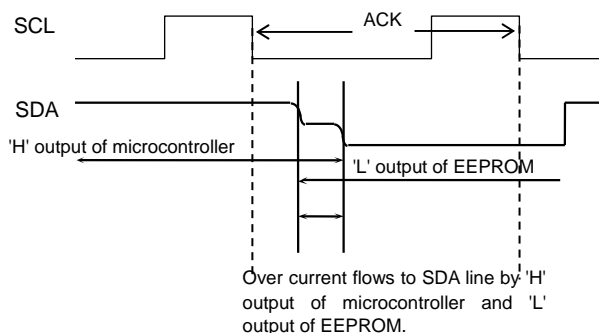 SCL
ACK
SDA
'H' output of microcontroller
'L' output of EEPROM
Over current flows to SDA line by 'H'
output of microcontroller and 'L'
output of EEPROM.